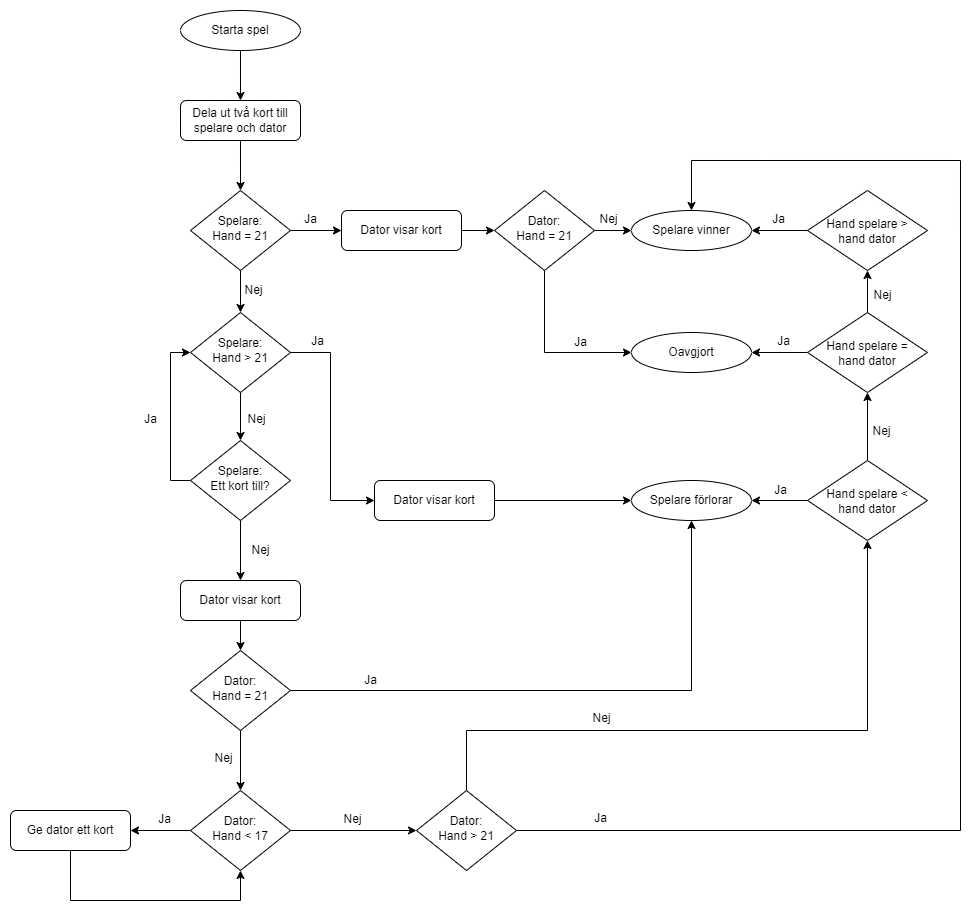 Starta spel
Dela ut två kort till
spelare och dator
Spelare:
Hand = 21
Ja
Dator visar kort
Dator:
Hand = 21
Nej
Spelare vinner
Ja
Hand spelare >
hand dator
Nej
Nej
Spelare:
Hand > 21
Ja
Ja
Oavgjort
Ja
Hand spelare =
hand dator
Ja
Nej
Nej
Spelare:
Ett kort till?
Dator visar kort
Spelare förlorar
Ja
Hand spelare <
hand dator
Nej
Dator visar kort
Dator:
Hand = 21
Ja
Nej
Nej
Ge dator ett kort
Ja
Dator:
Hand < 17
Nej
Dator:
Hand > 21
Ja